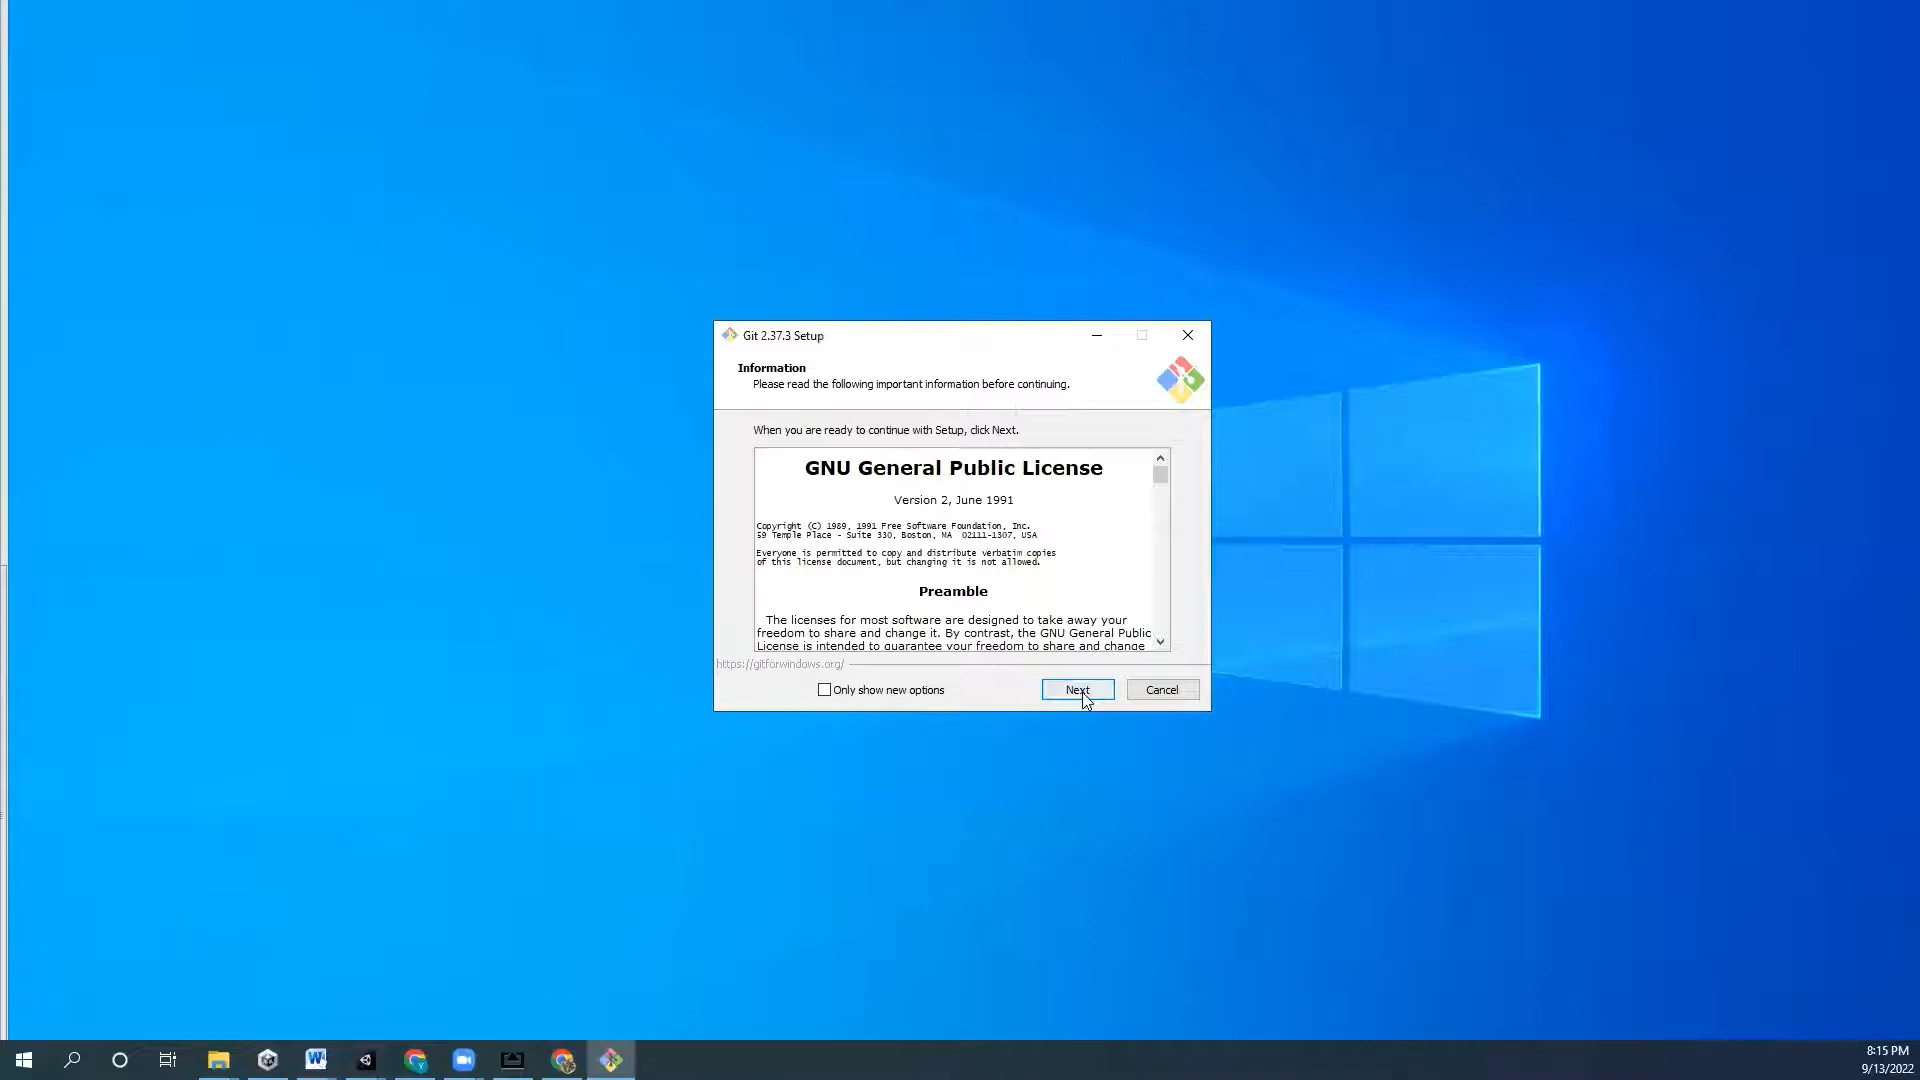 Git 2.37.3 Setup
Information
Please read the following important information before continuing.
When you are ready to continue with Setup, click Next.
GNU General Public License
Version 2, June 1991
Copyright (C) 1989, 1991 Free Software Foundation, Inc.
59 Temple Place - Suite 330, Boston, MA  02111-1307, USA
Everyone is permitted to copy and distribute verbatim copies
of this license document, but changing it is not allowed.
Preamble
The licenses for most software are designed to take away your
freedom to share and change it. By contrast, the GNU General Public
License is intended to guarantee your freedom to share and change
https://gitforwindows.org/
Only show new options
Next
Cancel
8:15 PM
9/13/2022